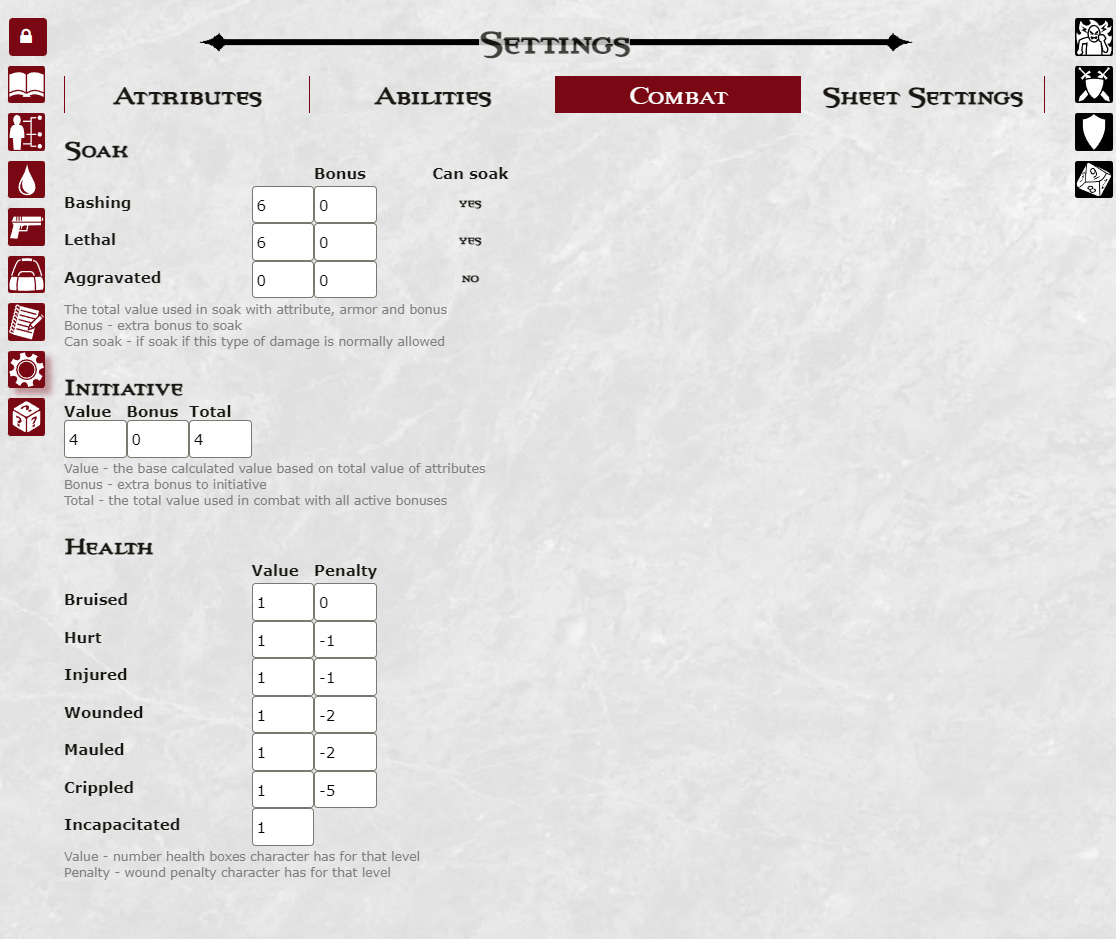 Settings
Attributes Abilities Combat Sheet Settings
Soak
Bonus Can soak
Bashing 6 0 YES
Lethal 6 0 YES
Aggravated 0 0 NO
The total value used in soak with attribute, armor and bonus
Bonus - extra bonus to soak
Can soak - if soak if this type of damage is normally allowed
Initiative
Value Bonus Total
4 0 4
Value - the base calculated value based on total value of attributes
Bonus - extra bonus to initiative
Total - the total value used in combat with all active bonuses
Health
Value Penalty
Bruised 1 0
Hurt 1 -1
Injured 1 -1
Wounded 1 -2
Mauled 1 -2
Crippled 1 -5
Incapacitated 1
Value - number health boxes character has for that level
Penalty - wound penalty character has for that level